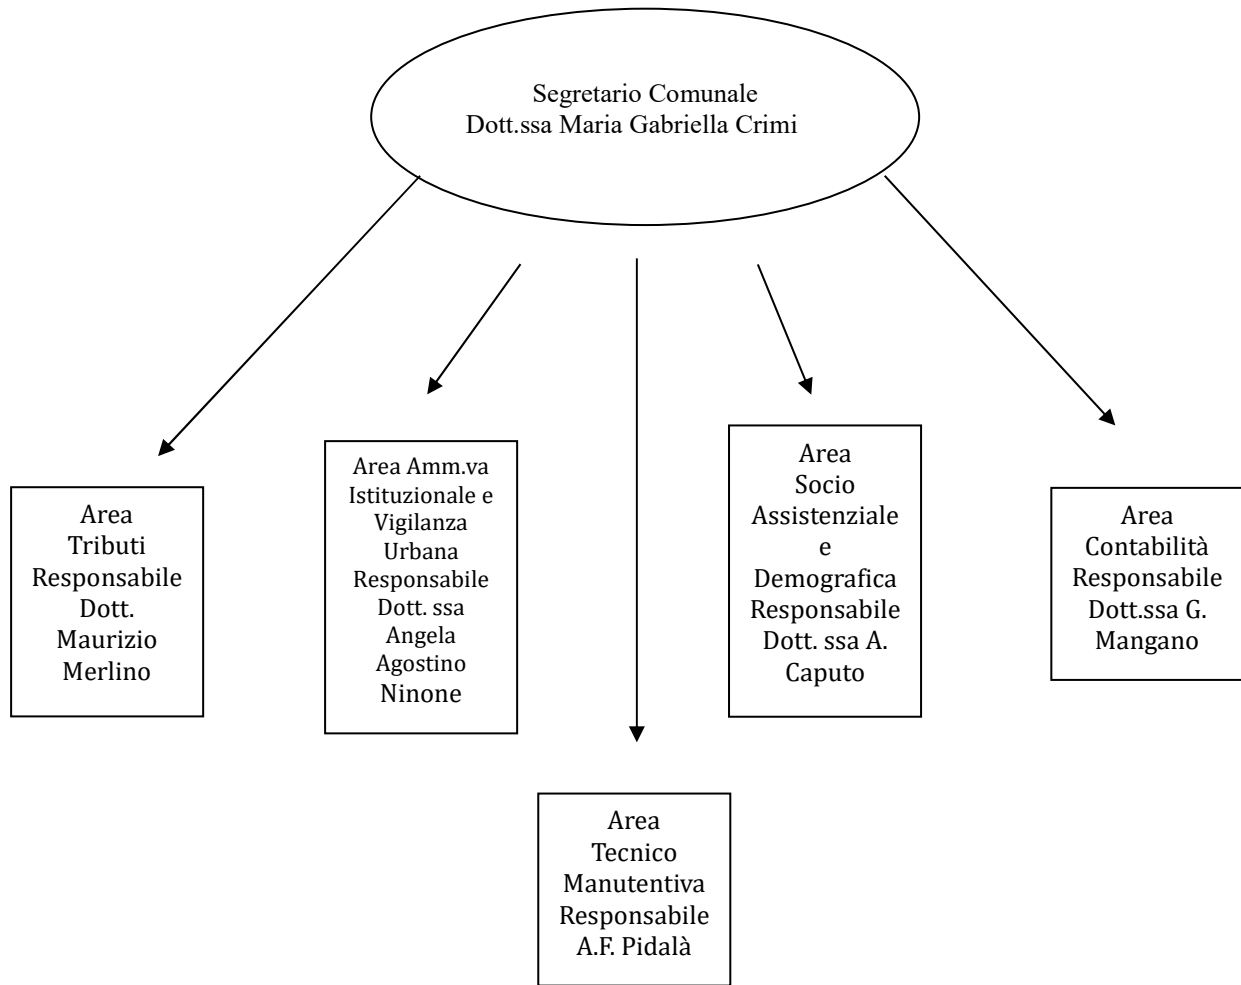 Segretario Comunale
Dott.ssa Maria Gabriella Crimi
Area
Tributi
Responsabile
Dott.
Maurizio
Merlino
Area Amm.va
Istituzionale e
Vigilanza
Urbana
Responsabile
Dott. ssa
Angela
Agostino
Ninone
Area
Socio
Assistenziale
e
Demografica
Responsabile
Dott. ssa A.
Caputo
Area
Contabilità
Responsabile
Dott.ssa G.
Mangano
Area
Tecnico
Manutentiva
Responsabile
A.F. Pidalà